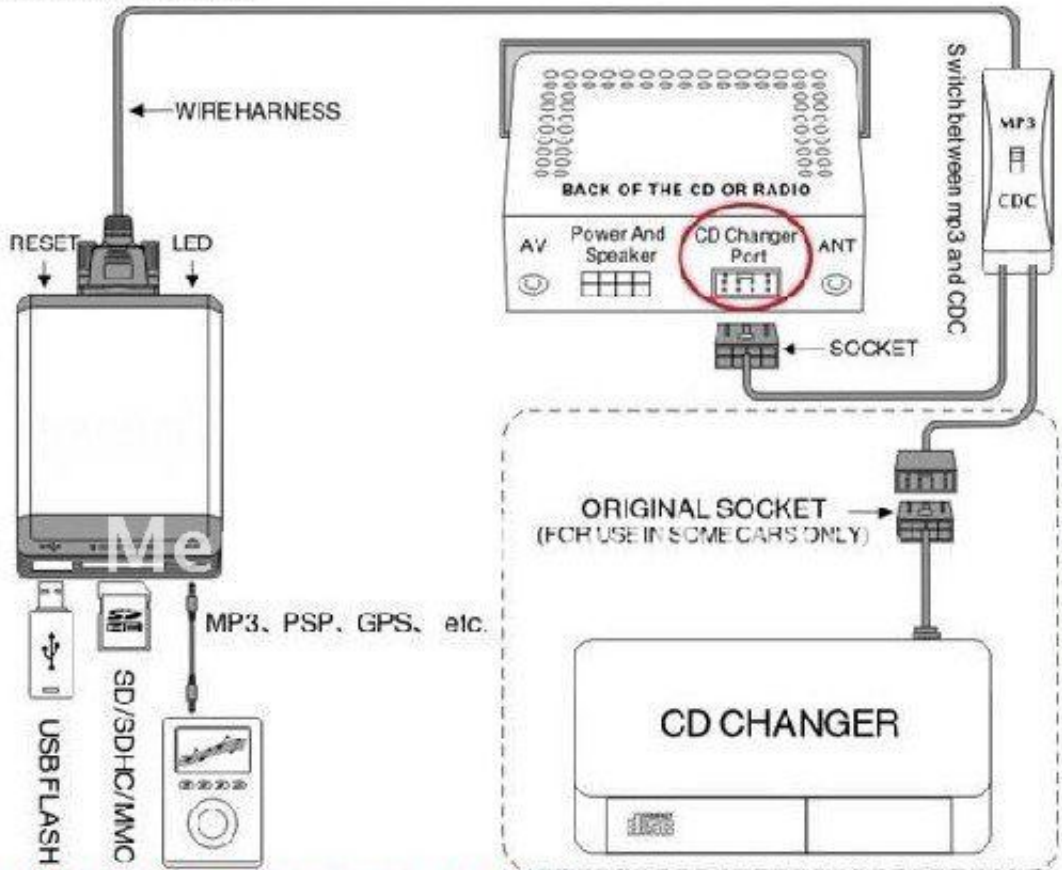 WIRE HARNESS
RESET
LED
BACK OF THE CD OR RADIO
AV
Power And
Speaker
CD Changer
Port
ANT
Switch between mp3 and CDC
MP3
CDC
SOCKET
ORIGINAL SOCKET
(FOR USE IN SOME CARS ONLY)
Me
MP3、PSP、GPS、 etc.
USB FLASH
SD/SDHC/MMC
CD CHANGER